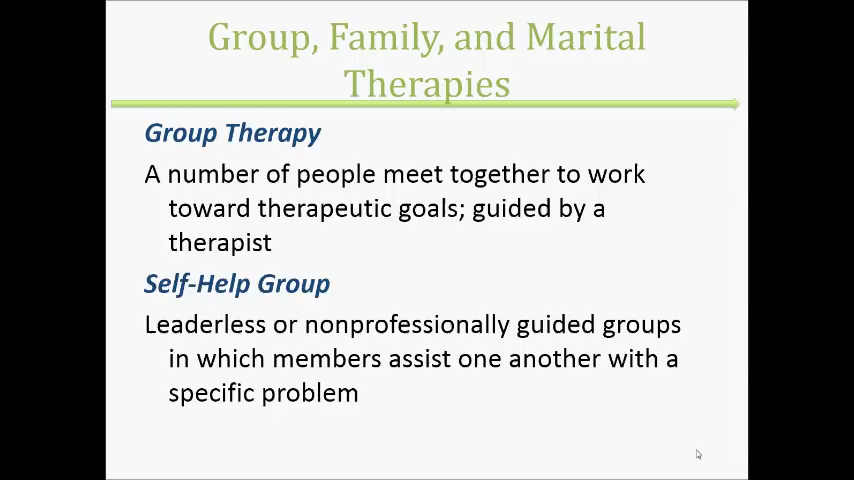 Group, Family, and Marital
Therapies
Group Therapy
A number of people meet together to work
toward therapeutic goals; guided by a
therapist
Self-Help Group
Leaderless or nonprofessionally guided groups
in which members assist one another with a
specific problem